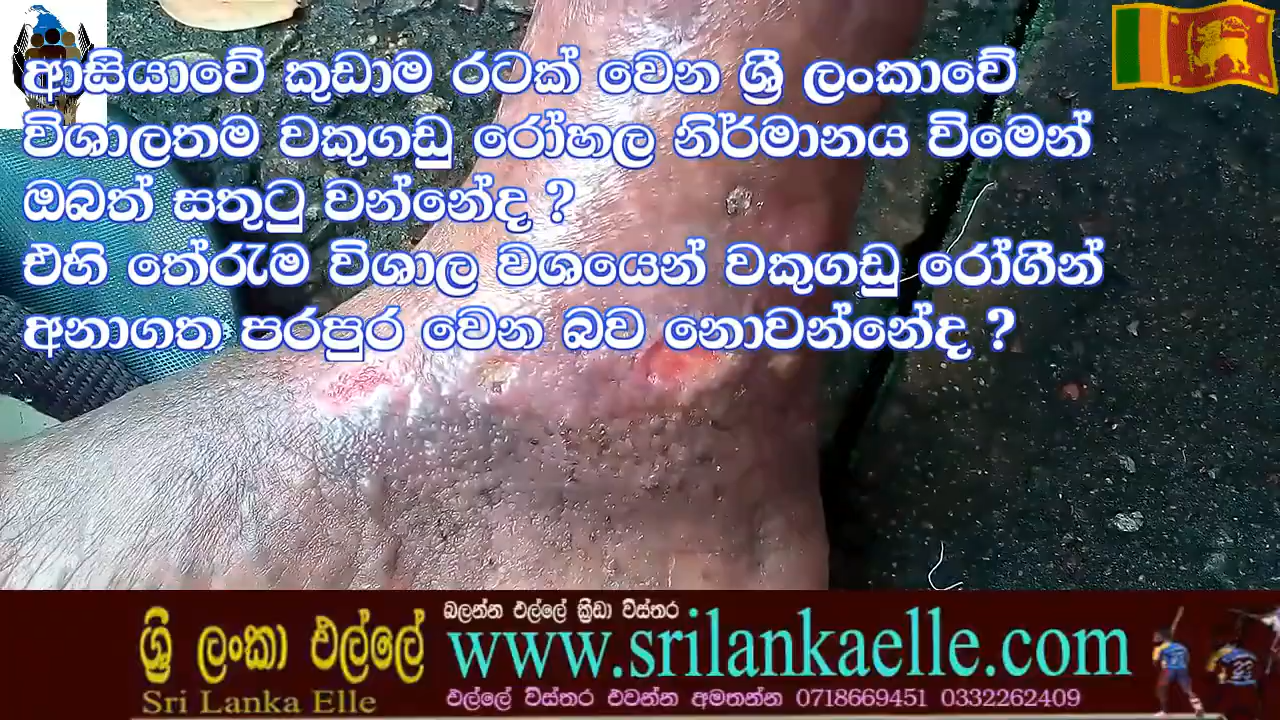 ආසියාවේ කුඩාම රටක් වෙන ශ්‍රී ලංකාවේ
විශාලතම වකුගඩු රෝහල නිර්මානය විමෙන්
ඔබත් සතුටු වන්නේද ?
එහි තේරැම විශාල වශයෙන් වකුගඩු රෝගීන්
අනාගත පරපුර වෙන බව නොවන්නේද ?
බලන්න එල්ලේ ක්‍රීඩා විස්තර
ශ්‍රී ලංකා එල්ලේ
www.srilankaelle.com
Sri Lanka Elle
එල්ලේ විස්තර එවන්න අමතන්න 0718669451 0332262409
23